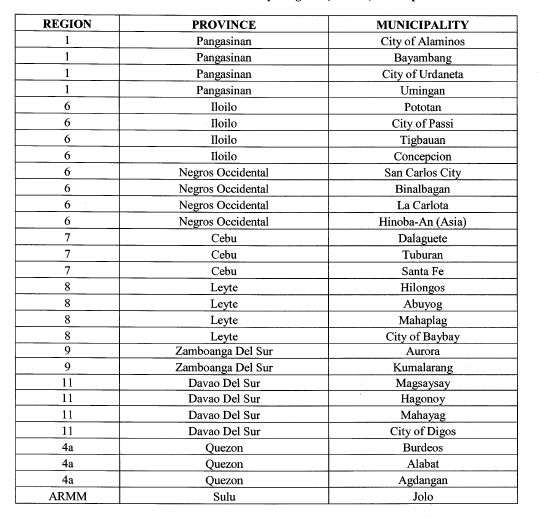 REGION PROVINCE MUNICIPALITY
1 Pangasinan City of Alaminos
1 Pangasinan Bayambang
1 Pangasinan City of Urdaneta
1 Pangasinan Umingan
6 Iloilo Pototan
6 Iloilo City of Passi
6 Iloilo Tigbauan
6 Iloilo Concepcion
6 Negros Occidental San Carlos City
6 Negros Occidental Binalbagan
6 Negros Occidental La Carlota
6 Negros Occidental Hinoba-An (Asia)
7 Cebu Dalaguete
7 Cebu Tuburan
7 Cebu Santa Fe
8 Leyte Hilongos
8 Leyte Abuyog
8 Leyte Mahaplag
8 Leyte City of Baybay
9 Zamboanga Del Sur Aurora
9 Zamboanga Del Sur Kumalarang
11 Davao Del Sur Magsaysay
11 Davao Del Sur Hagonoy
11 Davao Del Sur Mahayag
11 Davao Del Sur City of Digos
4a Quezon Burdeos
4a Quezon Alabat
4a Quezon Agdangan
ARMM Sulu Jolo